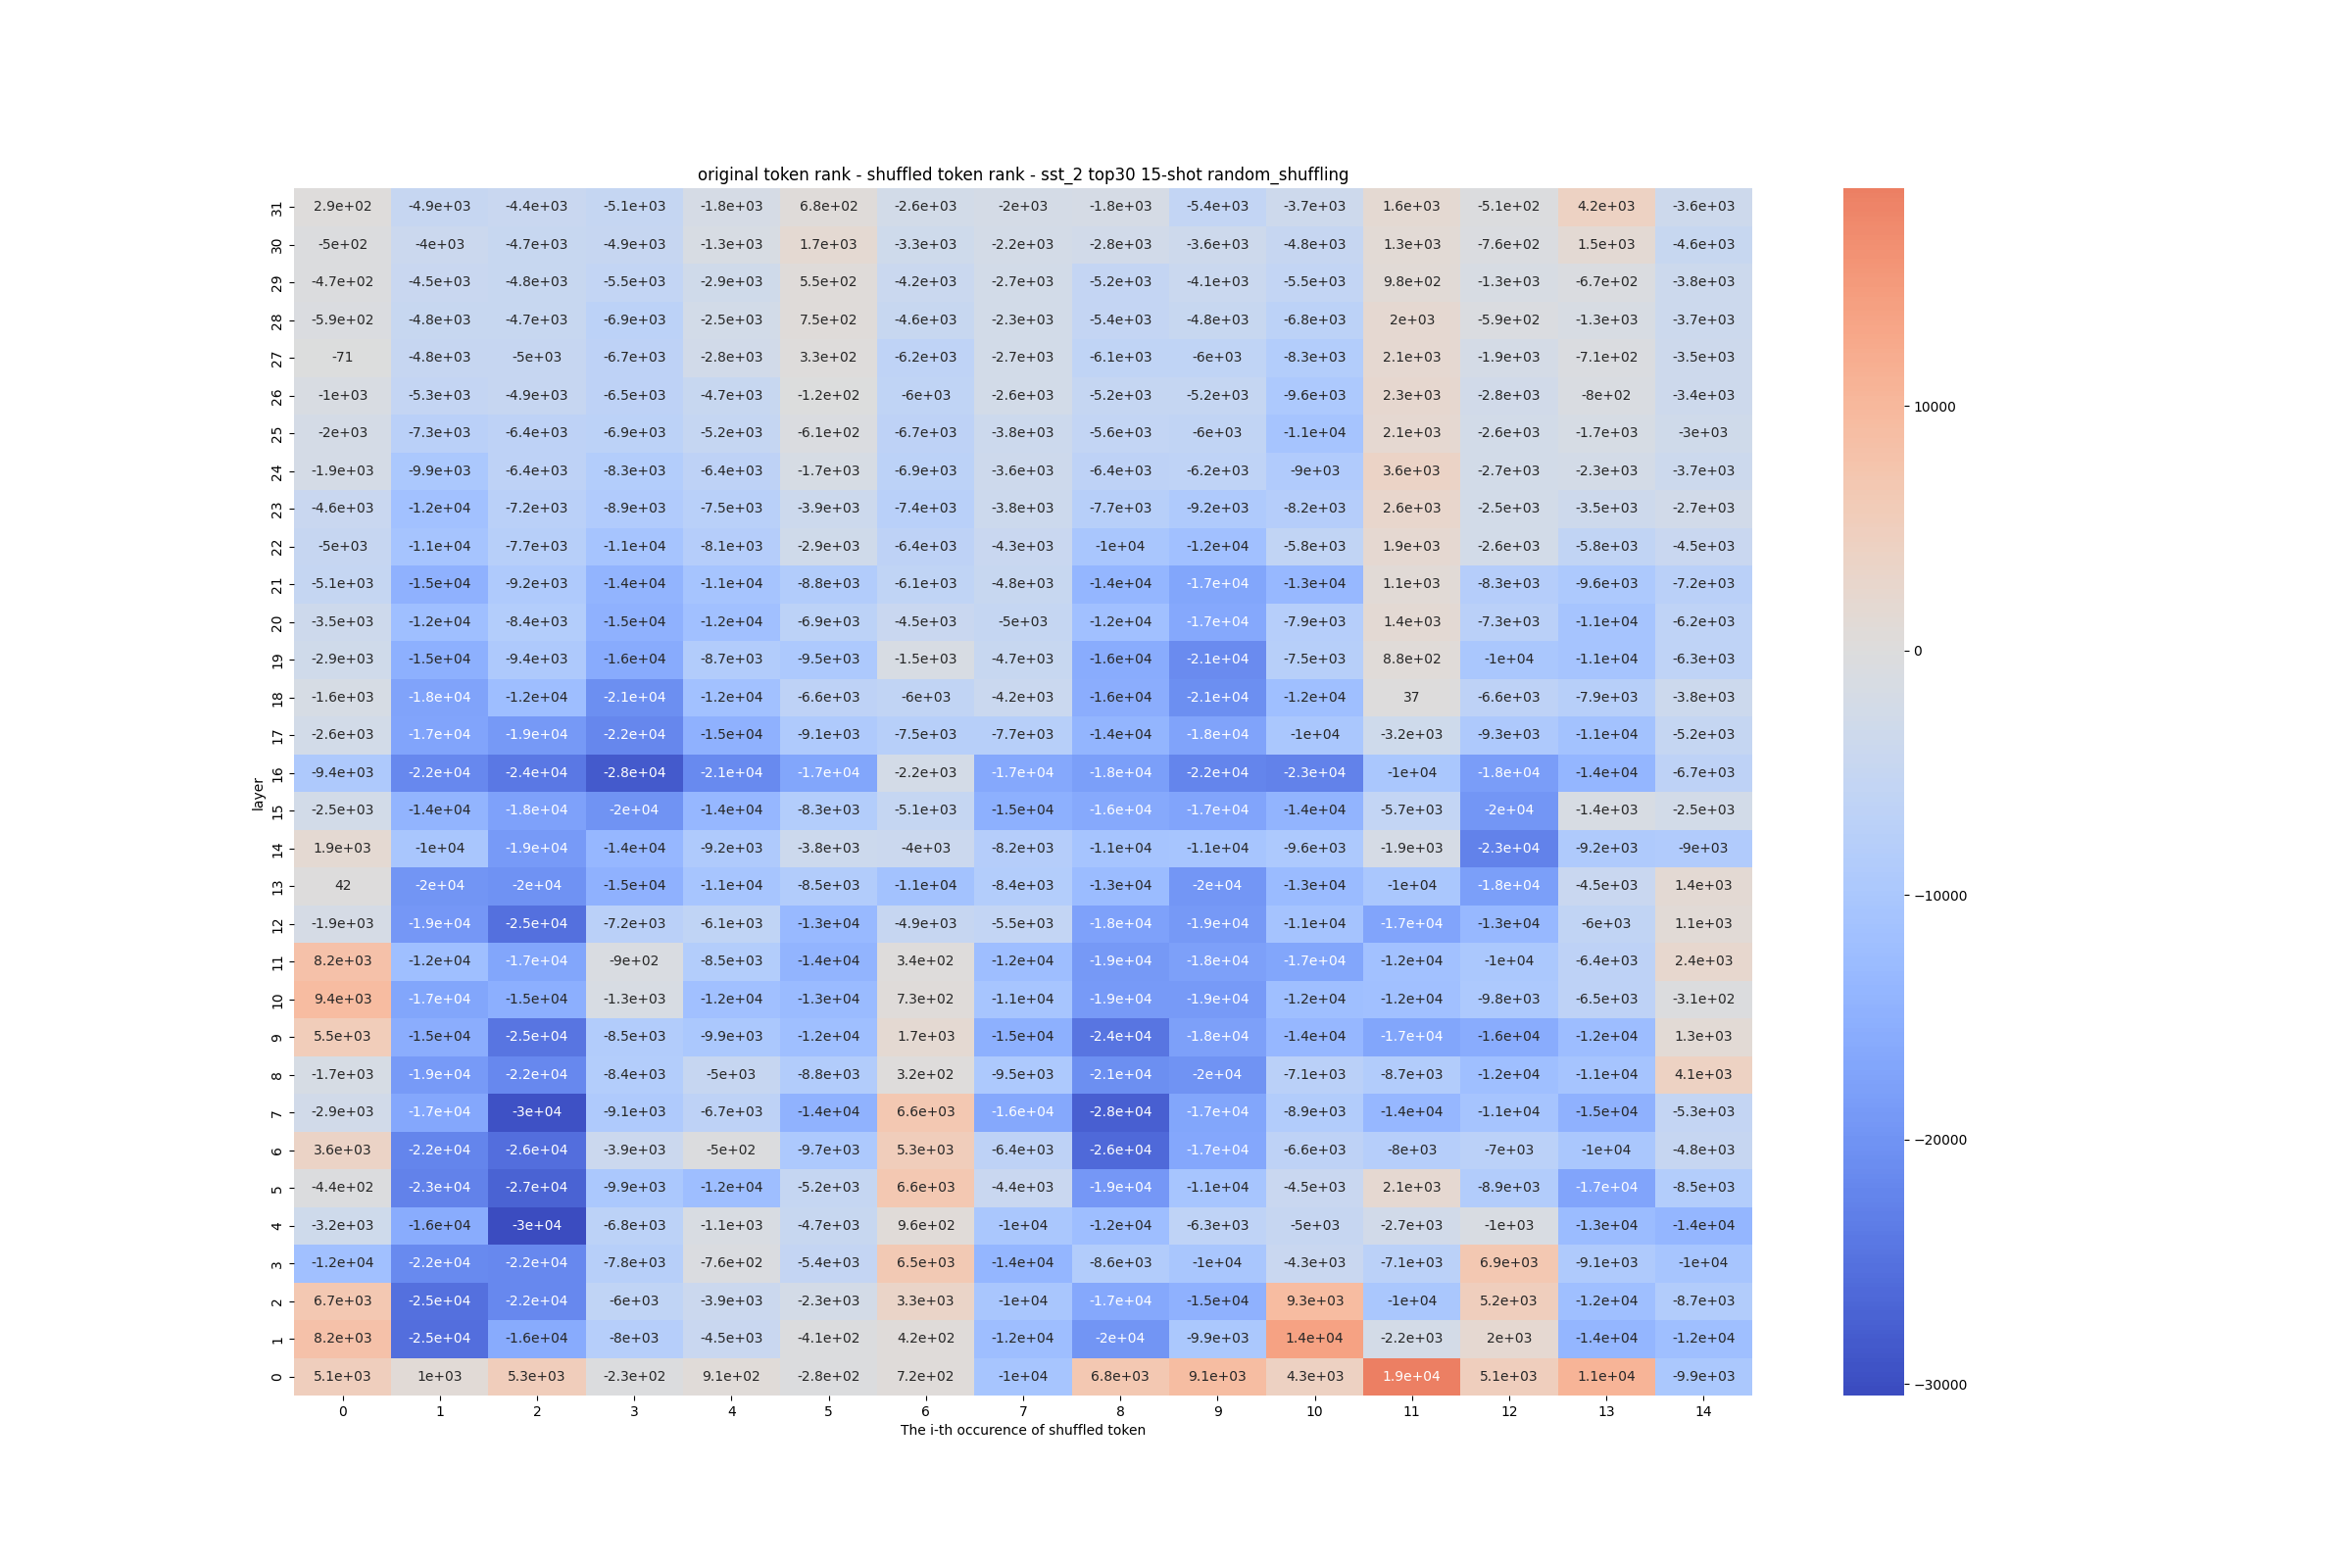 original token rank - shuffled token rank - sst_2 top30 15-shot random_shuffling
31 2.9e+02 -4.9e+03 -4.4e+03 -5.1e+03 -1.8e+03 6.8e+02 -2.6e+03 -2e+03 -1.8e+03 -5.4e+03 -3.7e+03 1.6e+03 -5.1e+02 4.2e+03 -3.6e+03
30 -5e+02 -4e+03 -4.7e+03 -4.9e+03 -1.3e+03 1.7e+03 -3.3e+03 -2.2e+03 -2.8e+03 -3.6e+03 -4.8e+03 1.3e+03 -7.6e+02 1.5e+03 -4.6e+03
29 -4.7e+02 -4.5e+03 -4.8e+03 -5.5e+03 -2.9e+03 5.5e+02 -4.2e+03 -2.7e+03 -5.2e+03 -4.1e+03 -5.5e+03 9.8e+02 -1.3e+03 -6.7e+02 -3.8e+03
28 -5.9e+02 -4.8e+03 -4.7e+03 -6.9e+03 -2.5e+03 7.5e+02 -4.6e+03 -2.3e+03 -5.4e+03 -4.8e+03 -6.8e+03 2e+03 -5.9e+02 -1.3e+03 -3.7e+03
27 -71 -4.8e+03 -5e+03 -6.7e+03 -2.8e+03 3.3e+02 -6.2e+03 -2.7e+03 -6.1e+03 -6e+03 -8.3e+03 2.1e+03 -1.9e+03 -7.1e+02 -3.5e+03
26 -1e+03 -5.3e+03 -4.9e+03 -6.5e+03 -4.7e+03 -1.2e+02 -6e+03 -2.6e+03 -5.2e+03 -5.2e+03 -9.6e+03 2.3e+03 -2.8e+03 -8e+02 -3.4e+03
25 -2e+03 -7.3e+03 -6.4e+03 -6.9e+03 -5.2e+03 -6.1e+02 -6.7e+03 -3.8e+03 -5.6e+03 -6e+03 -1.1e+04 2.1e+03 -2.6e+03 -1.7e+03 -3e+03
24 -1.9e+03 -9.9e+03 -6.4e+03 -8.3e+03 -6.4e+03 -1.7e+03 -6.9e+03 -3.6e+03 -6.4e+03 -6.2e+03 -9e+03 3.6e+03 -2.7e+03 -2.3e+03 -3.7e+03
23 -4.6e+03 -1.2e+04 -7.2e+03 -8.9e+03 -7.5e+03 -3.9e+03 -7.4e+03 -3.8e+03 -7.7e+03 -9.2e+03 -8.2e+03 2.6e+03 -2.5e+03 -3.5e+03 -2.7e+03
22 -5e+03 -1.1e+04 -7.7e+03 -1.1e+04 -8.1e+03 -2.9e+03 -6.4e+03 -4.3e+03 -1e+04 -1.2e+04 -5.8e+03 1.9e+03 -2.6e+03 -5.8e+03 -4.5e+03
21 -5.1e+03 -1.5e+04 -9.2e+03 -1.4e+04 -1.1e+04 -8.8e+03 -6.1e+03 -4.8e+03 -1.4e+04 -1.7e+04 -1.3e+04 1.1e+03 -8.3e+03 -9.6e+03 -7.2e+03
20 -3.5e+03 -1.2e+04 -8.4e+03 -1.5e+04 -1.2e+04 -6.9e+03 -4.5e+03 -5e+03 -1.2e+04 -1.7e+04 -7.9e+03 1.4e+03 -7.3e+03 -1.1e+04 -6.2e+03
19 -2.9e+03 -1.5e+04 -9.4e+03 -1.6e+04 -8.7e+03 -9.5e+03 -1.5e+03 -4.7e+03 -1.6e+04 -2.1e+04 -7.5e+03 8.8e+02 -1e+04 -1.1e+04 -6.3e+03
18 -1.6e+03 -1.8e+04 -1.2e+04 -2.1e+04 -1.2e+04 -6.6e+03 -6e+03 -4.2e+03 -1.6e+04 -2.1e+04 -1.2e+04 37 -6.6e+03 -7.9e+03 -3.8e+03
17 -2.6e+03 -1.7e+04 -1.9e+04 -2.2e+04 -1.5e+04 -9.1e+03 -7.5e+03 -7.7e+03 -1.4e+04 -1.8e+04 -1e+04 -3.2e+03 -9.3e+03 -1.1e+04 -5.2e+03
16 -9.4e+03 -2.2e+04 -2.4e+04 -2.8e+04 -2.1e+04 -1.7e+04 -2.2e+03 -1.7e+04 -1.8e+04 -2.2e+04 -2.3e+04 -1e+04 -1.8e+04 -1.4e+04 -6.7e+03
layer
15 -2.5e+03 -1.4e+04 -1.8e+04 -2e+04 -1.4e+04 -8.3e+03 -5.1e+03 -1.5e+04 -1.6e+04 -1.7e+04 -1.4e+04 -5.7e+03 -2e+04 -1.4e+03 -2.5e+03
14 1.9e+03 -1e+04 -1.9e+04 -1.4e+04 -9.2e+03 -3.8e+03 -4e+03 -8.2e+03 -1.1e+04 -1.1e+04 -9.6e+03 -1.9e+03 -2.3e+04 -9.2e+03 -9e+03
13 42 -2e+04 -2e+04 -1.5e+04 -1.1e+04 -8.5e+03 -1.1e+04 -8.4e+03 -1.3e+04 -2e+04 -1.3e+04 -1e+04 -1.8e+04 -4.5e+03 1.4e+03
12 -1.9e+03 -1.9e+04 -2.5e+04 -7.2e+03 -6.1e+03 -1.3e+04 -4.9e+03 -5.5e+03 -1.8e+04 -1.9e+04 -1.1e+04 -1.7e+04 -1.3e+04 -6e+03 1.1e+03
11 8.2e+03 -1.2e+04 -1.7e+04 -9e+02 -8.5e+03 -1.4e+04 3.4e+02 -1.2e+04 -1.9e+04 -1.8e+04 -1.7e+04 -1.2e+04 -1e+04 -6.4e+03 2.4e+03
10 9.4e+03 -1.7e+04 -1.5e+04 -1.3e+03 -1.2e+04 -1.3e+04 7.3e+02 -1.1e+04 -1.9e+04 -1.9e+04 -1.2e+04 -1.2e+04 -9.8e+03 -6.5e+03 -3.1e+02
9 5.5e+03 -1.5e+04 -2.5e+04 -8.5e+03 -9.9e+03 -1.2e+04 1.7e+03 -1.5e+04 -2.4e+04 -1.8e+04 -1.4e+04 -1.7e+04 -1.6e+04 -1.2e+04 1.3e+03
8 -1.7e+03 -1.9e+04 -2.2e+04 -8.4e+03 -5e+03 -8.8e+03 3.2e+02 -9.5e+03 -2.1e+04 -2e+04 -7.1e+03 -8.7e+03 -1.2e+04 -1.1e+04 4.1e+03
7 -2.9e+03 -1.7e+04 -3e+04 -9.1e+03 -6.7e+03 -1.4e+04 6.6e+03 -1.6e+04 -2.8e+04 -1.7e+04 -8.9e+03 -1.4e+04 -1.1e+04 -1.5e+04 -5.3e+03
6 3.6e+03 -2.2e+04 -2.6e+04 -3.9e+03 -5e+02 -9.7e+03 5.3e+03 -6.4e+03 -2.6e+04 -1.7e+04 -6.6e+03 -8e+03 -7e+03 -1e+04 -4.8e+03
5 -4.4e+02 -2.3e+04 -2.7e+04 -9.9e+03 -1.2e+04 -5.2e+03 6.6e+03 -4.4e+03 -1.9e+04 -1.1e+04 -4.5e+03 2.1e+03 -8.9e+03 -1.7e+04 -8.5e+03
4 -3.2e+03 -1.6e+04 -3e+04 -6.8e+03 -1.1e+03 -4.7e+03 9.6e+02 -1e+04 -1.2e+04 -6.3e+03 -5e+03 -2.7e+03 -1e+03 -1.3e+04 -1.4e+04
3 -1.2e+04 -2.2e+04 -2.2e+04 -7.8e+03 -7.6e+02 -5.4e+03 6.5e+03 -1.4e+04 -8.6e+03 -1e+04 -4.3e+03 -7.1e+03 6.9e+03 -9.1e+03 -1e+04
2 6.7e+03 -2.5e+04 -2.2e+04 -6e+03 -3.9e+03 -2.3e+03 3.3e+03 -1e+04 -1.7e+04 -1.5e+04 9.3e+03 -1e+04 5.2e+03 -1.2e+04 -8.7e+03
1 8.2e+03 -2.5e+04 -1.6e+04 -8e+03 -4.5e+03 -4.1e+02 4.2e+02 -1.2e+04 -2e+04 -9.9e+03 1.4e+04 -2.2e+03 2e+03 -1.4e+04 -1.2e+04
0 5.1e+03 1e+03 5.3e+03 -2.3e+02 9.1e+02 -2.8e+02 7.2e+02 -1e+04 6.8e+03 9.1e+03 4.3e+03 1.9e+04 5.1e+03 1.1e+04 -9.9e+03
0 1 2 3 4 5 6 7 8 9 10 11 12 13 14
The i-th occurence of shuffled token
10000
0
−10000
−20000
−30000